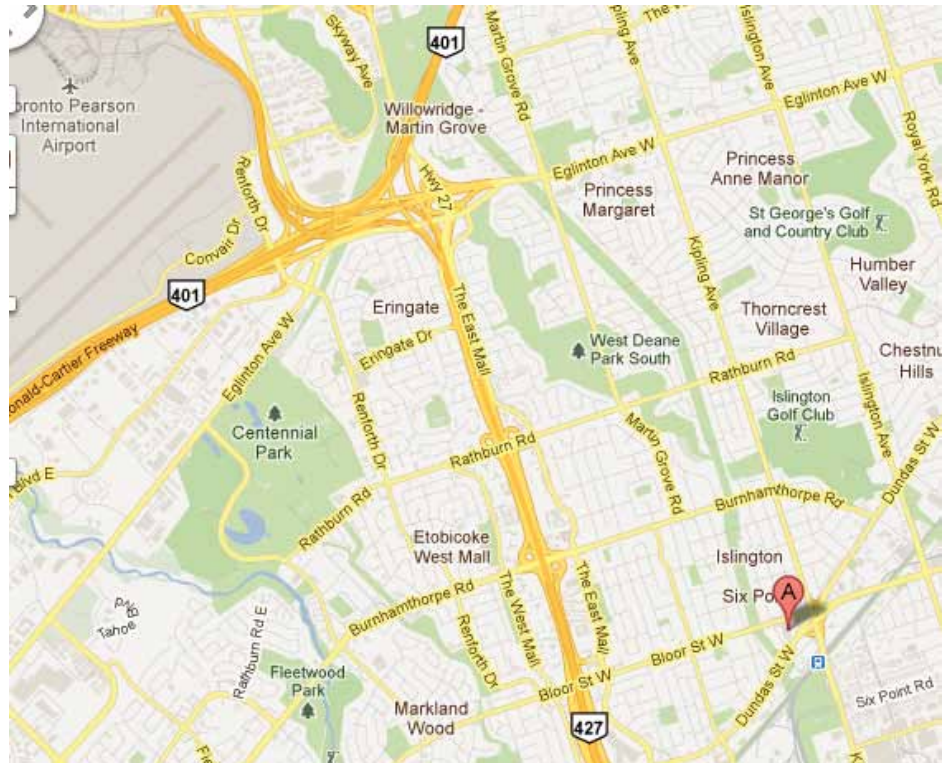 401
Skyway Ave
Martin Grove Rd
Kipling Ave
Islington Ave
The W
Eglinton Ave W
Royal York Rd
oronto Pearson
International
Airport
Willowridge -
Martin Grove
Renforth Dr
Hwy 27
Eglinton Ave W
Princess
Margaret
Princess
Anne Manor
St George's Golf
and Country Club
Convair Dr
401
Kipling Ave
Humber
Valley
Eringate
The East Mall
Thorncrest
Village
onald-Cartier Freeway
Eglinton Ave W
Eringate Dr
West Deane
Park South
Rathburn Rd
Chestnu
Hills
Renforth Dr
Centennial
Park
Islington
Golf Club
Islington Ave
Rathburn Rd
Martin Grove Rd
Dundas St W
Blvd E
Rathburn Rd
Burnhamthorpe Rd
Etobicoke
West Mall
Islington
Six Po
A
Burnhamthorpe Rd
The West Mall
The East Mall
Tahoe
Blvd
Rathburn Rd E
Renforth Dr
Bloor St W
Bloor St W
Dundas St W
Fleetwood
Park
Six Point Rd
Markland
Wood
427
Fie
K